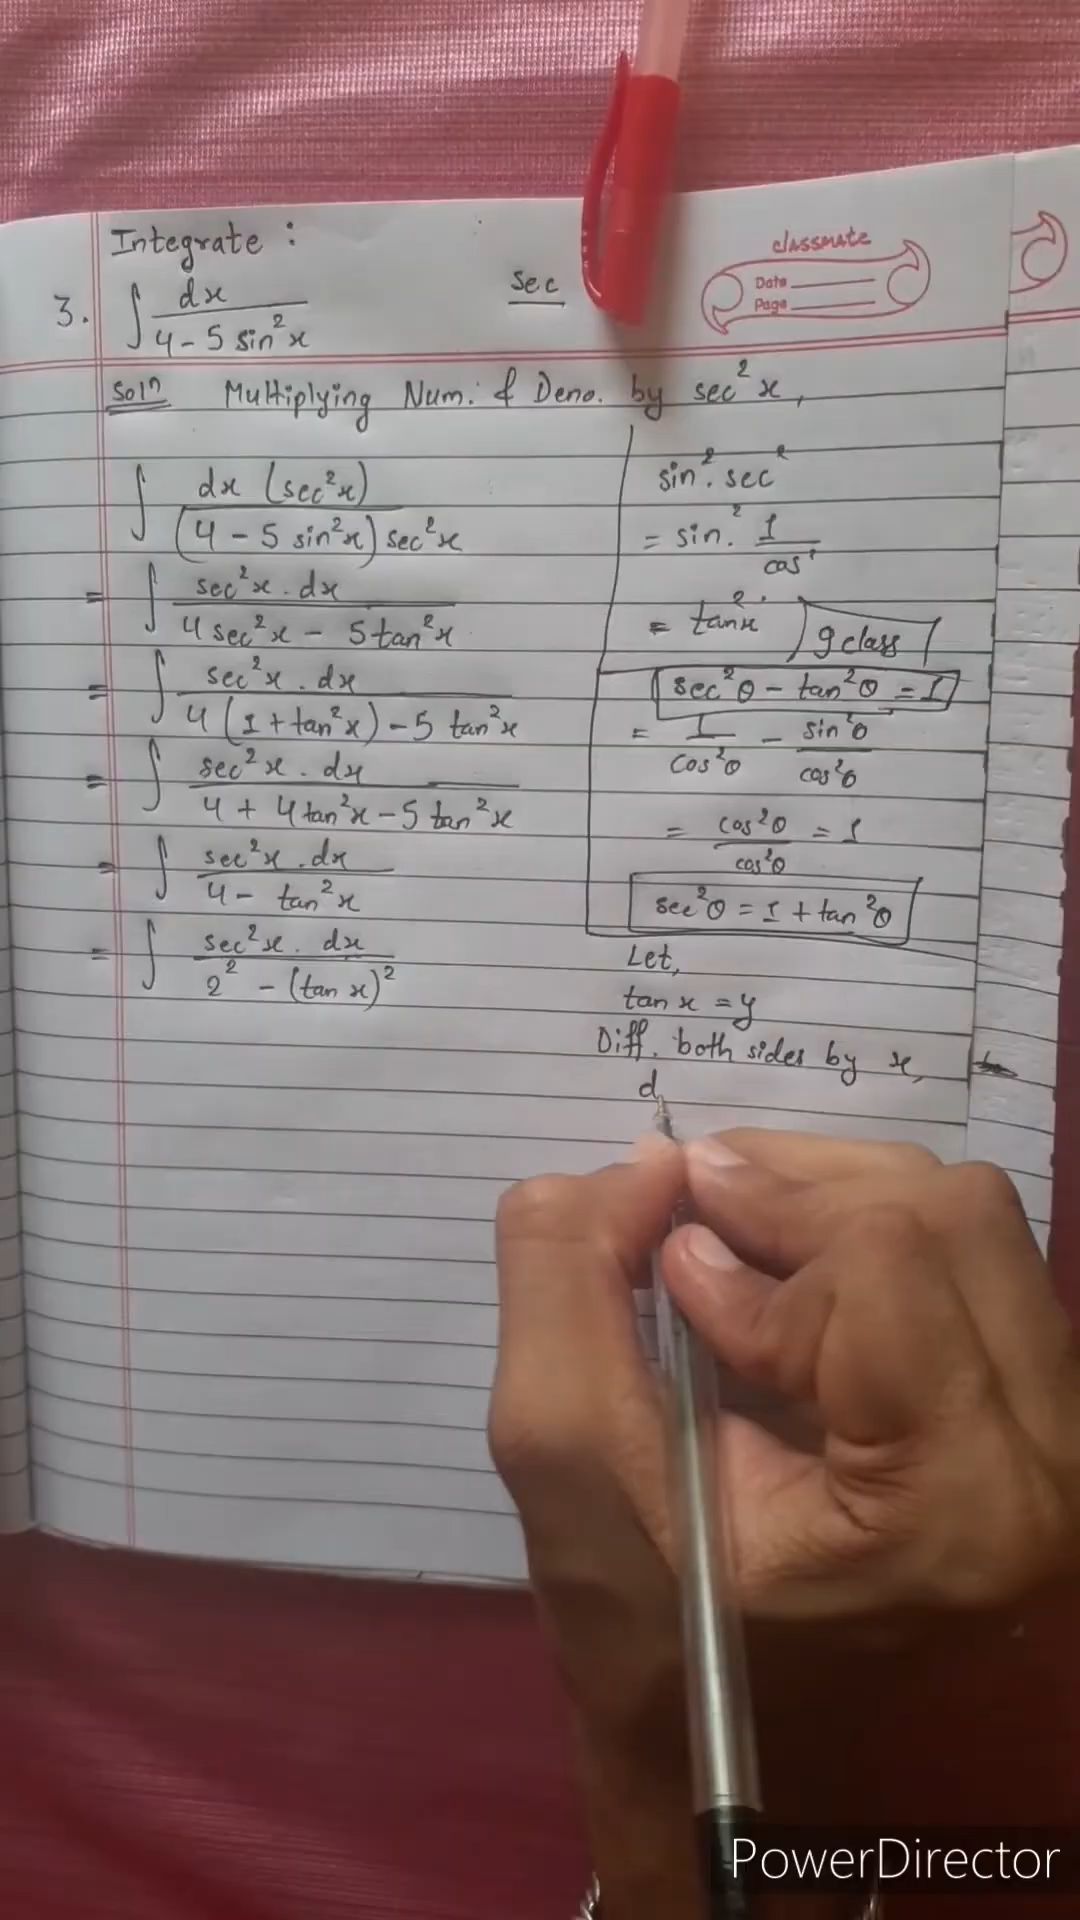 Integrate :
3. ∫ dx / 4 - 5 sin²x
sec
classmate
Date
Page
Soln Multiplying Num. & Deno. by sec²x,
∫ dx (sec²x) / (4 - 5 sin²x) sec²x
= ∫ sec²x . dx / 4 sec²x - 5 tan²x
= ∫ sec²x . dx / 4 (1 + tan²x) - 5 tan²x
= ∫ sec²x . dx / 4 + 4 tan²x - 5 tan²x
= ∫ sec²x . dx / 4 - tan²x
= ∫ sec²x . dx / 2² - (tan x)²
sin² . sec²
= sin² . 1 / cos²
= tan²x
9 class
sec²θ - tan²θ = 1
= 1 / cos²θ - sin²θ / cos²θ
= cos²θ / cos²θ = 1
sec²θ = 1 + tan²θ
Let,
tan x = y
Diff. both sides by x,
d
PowerDirector